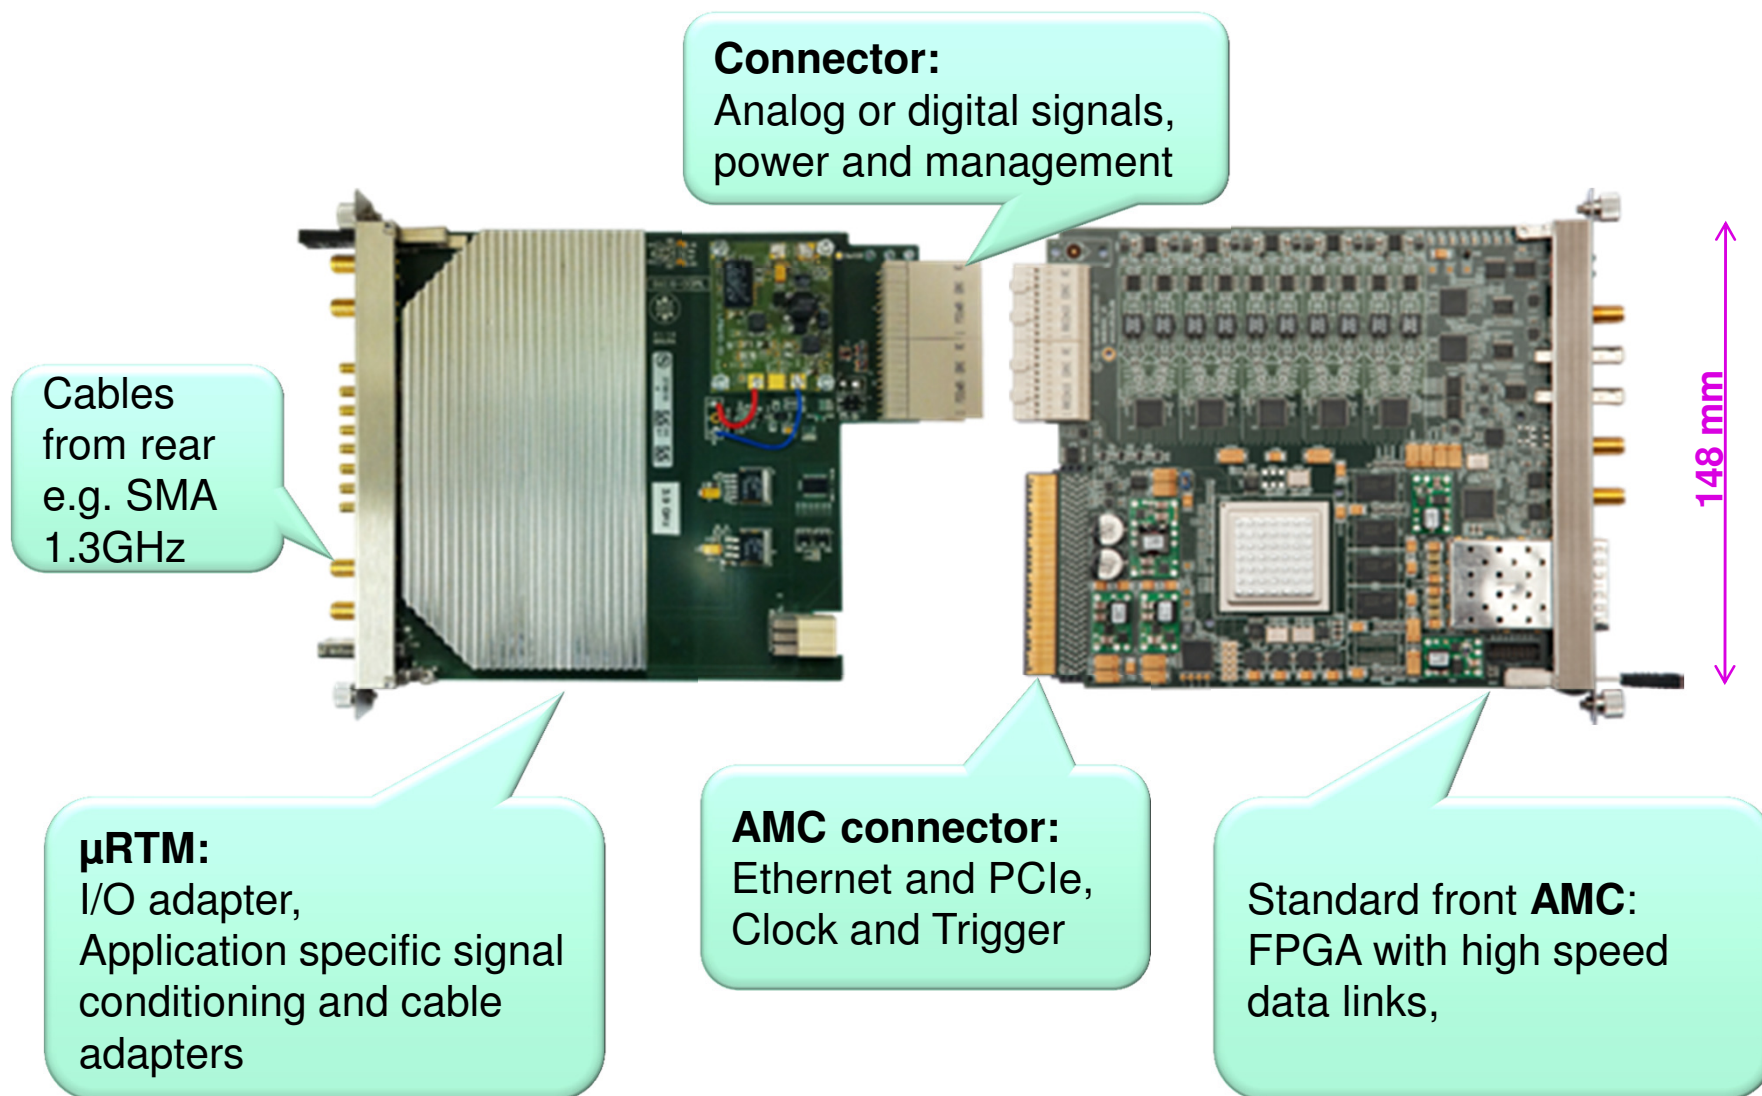 Connector:
Analog or digital signals,
power and management
Cables
from rear
e.g. SMA
1.3GHz
148 mm
µRTM:
I/O adapter,
Application specific signal
conditioning and cable
adapters
AMC connector:
Ethernet and PCIe,
Clock and Trigger
Standard front AMC:
FPGA with high speed
data links,